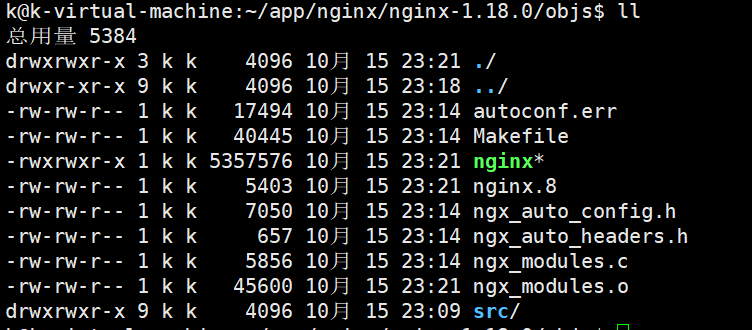 k@k-virtual-machine:~/app/nginx/nginx-1.18.0/objs$ ll
总用量 5384
drwxrwxr-x 3 k k    4096 10月 15 23:21 ./
drwxr-xr-x 9 k k    4096 10月 15 23:18 ../
-rw-rw-r-- 1 k k   17494 10月 15 23:14 autoconf.err
-rw-rw-r-- 1 k k   40445 10月 15 23:14 Makefile
-rwxrwxr-x 1 k k 5357576 10月 15 23:21 nginx*
-rw-rw-r-- 1 k k    5403 10月 15 23:21 nginx.8
-rw-rw-r-- 1 k k    7050 10月 15 23:14 ngx_auto_config.h
-rw-rw-r-- 1 k k     657 10月 15 23:14 ngx_auto_headers.h
-rw-rw-r-- 1 k k    5856 10月 15 23:14 ngx_modules.c
-rw-rw-r-- 1 k k   45600 10月 15 23:21 ngx_modules.o
drwxrwxr-x 9 k k    4096 10月 15 23:09 src/